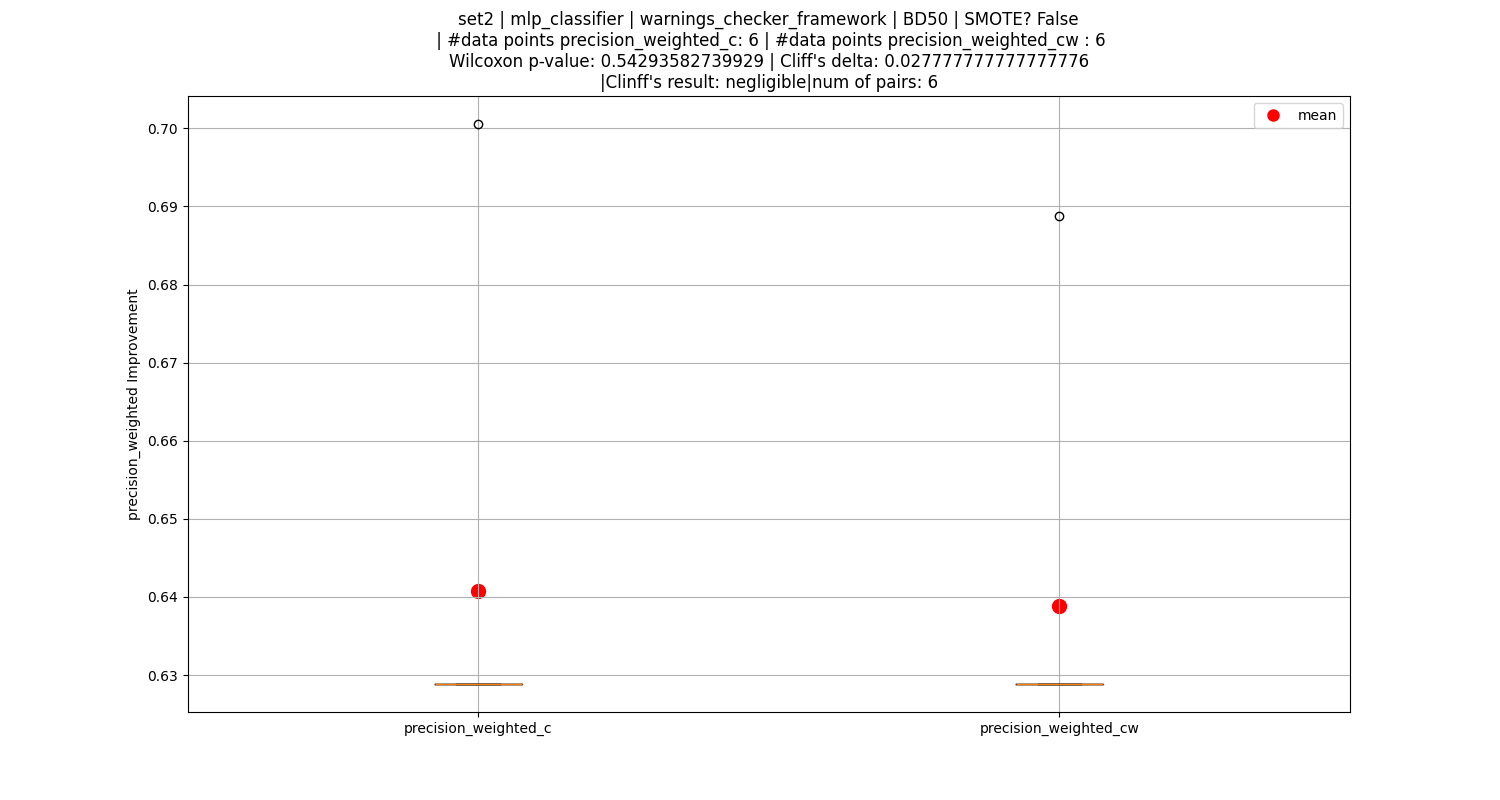 set2 | mlp_classifier | warnings_checker_framework | BD50 | SMOTE? False
| #data points precision_weighted_c: 6 | #data points precision_weighted_cw : 6
Wilcoxon p-value: 0.54293582739929 | Cliff's delta: 0.027777777777777776
|Clinff's result: negligible|num of pairs: 6
mean
0.70
0.69
0.68
0.67
0.66
0.65
0.64
0.63
precision_weighted Improvement
precision_weighted_c
precision_weighted_cw